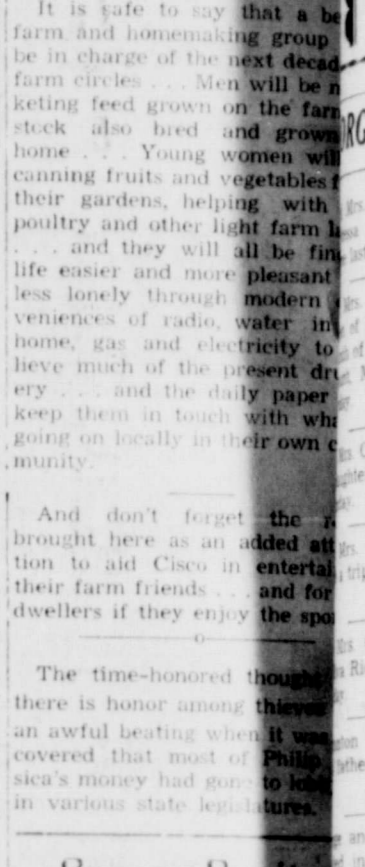 It is safe to say that a be
farm and homemaking group
be in charge of the next decad
farm circles . . . Men will be m
keting feed grown on the farm
stock also bred and grown
home . . . Young women will
canning fruits and vegetables f
their gardens, helping with
poultry and other light farm l
. . . and they will all be fin
life easier and more pleasant
less lonely through modern
veniences of radio, water in
home, gas and electricity to
lieve much of the present dru
ery . . . and the daily paper
keep them in touch with wha
going on locally in their own c
munity.
And don't forget the r
brought here as an added att
tion to aid Cisco in entertai
their farm friends . . . and for
dwellers if they enjoy the spo
The time-honored thought
there is honor among thieves
an awful beating when it was
covered that most of Philip
sica's money had gone to lobb
in various state legislatures.